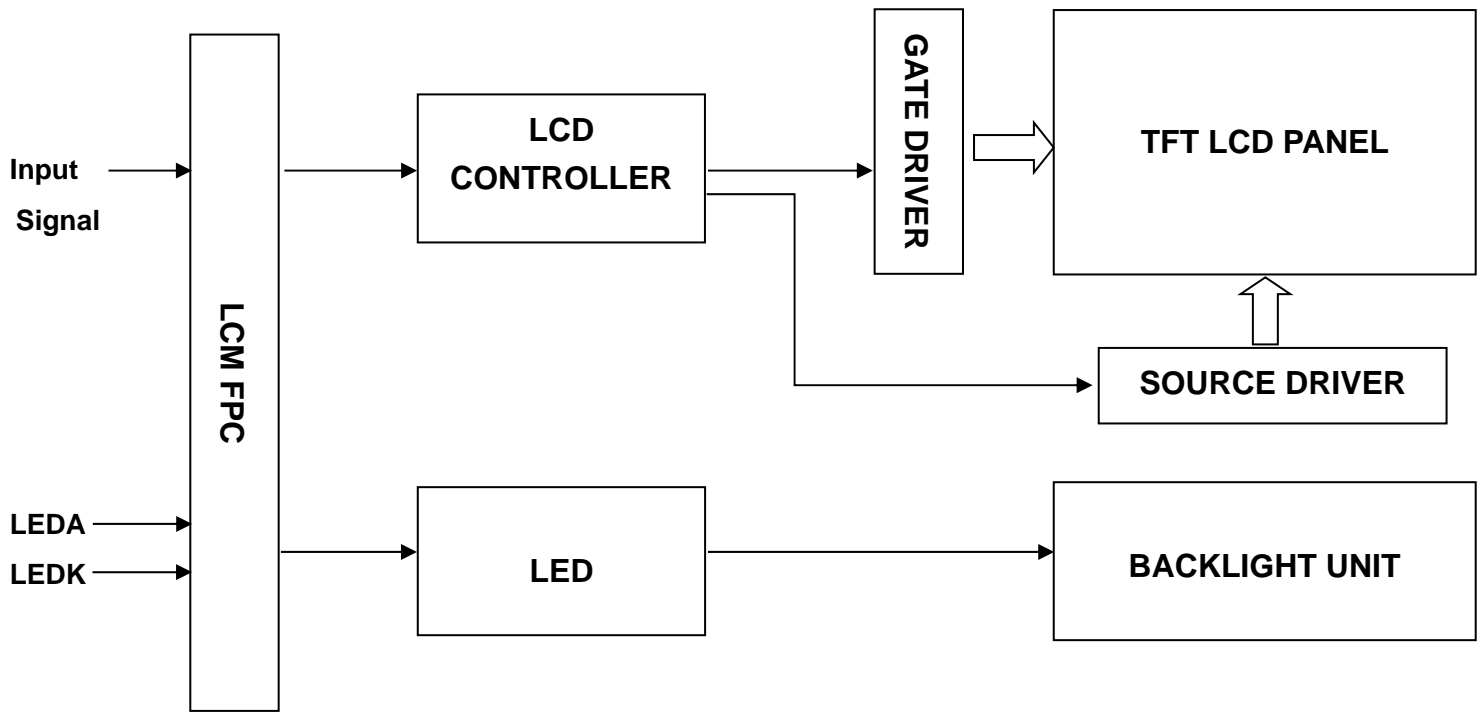 GATE DRIVER
LCD
CONTROLLER
TFT LCD PANEL
Input
Signal
LCM FPC
SOURCE DRIVER
LEDA
LEDK
LED
BACKLIGHT UNIT